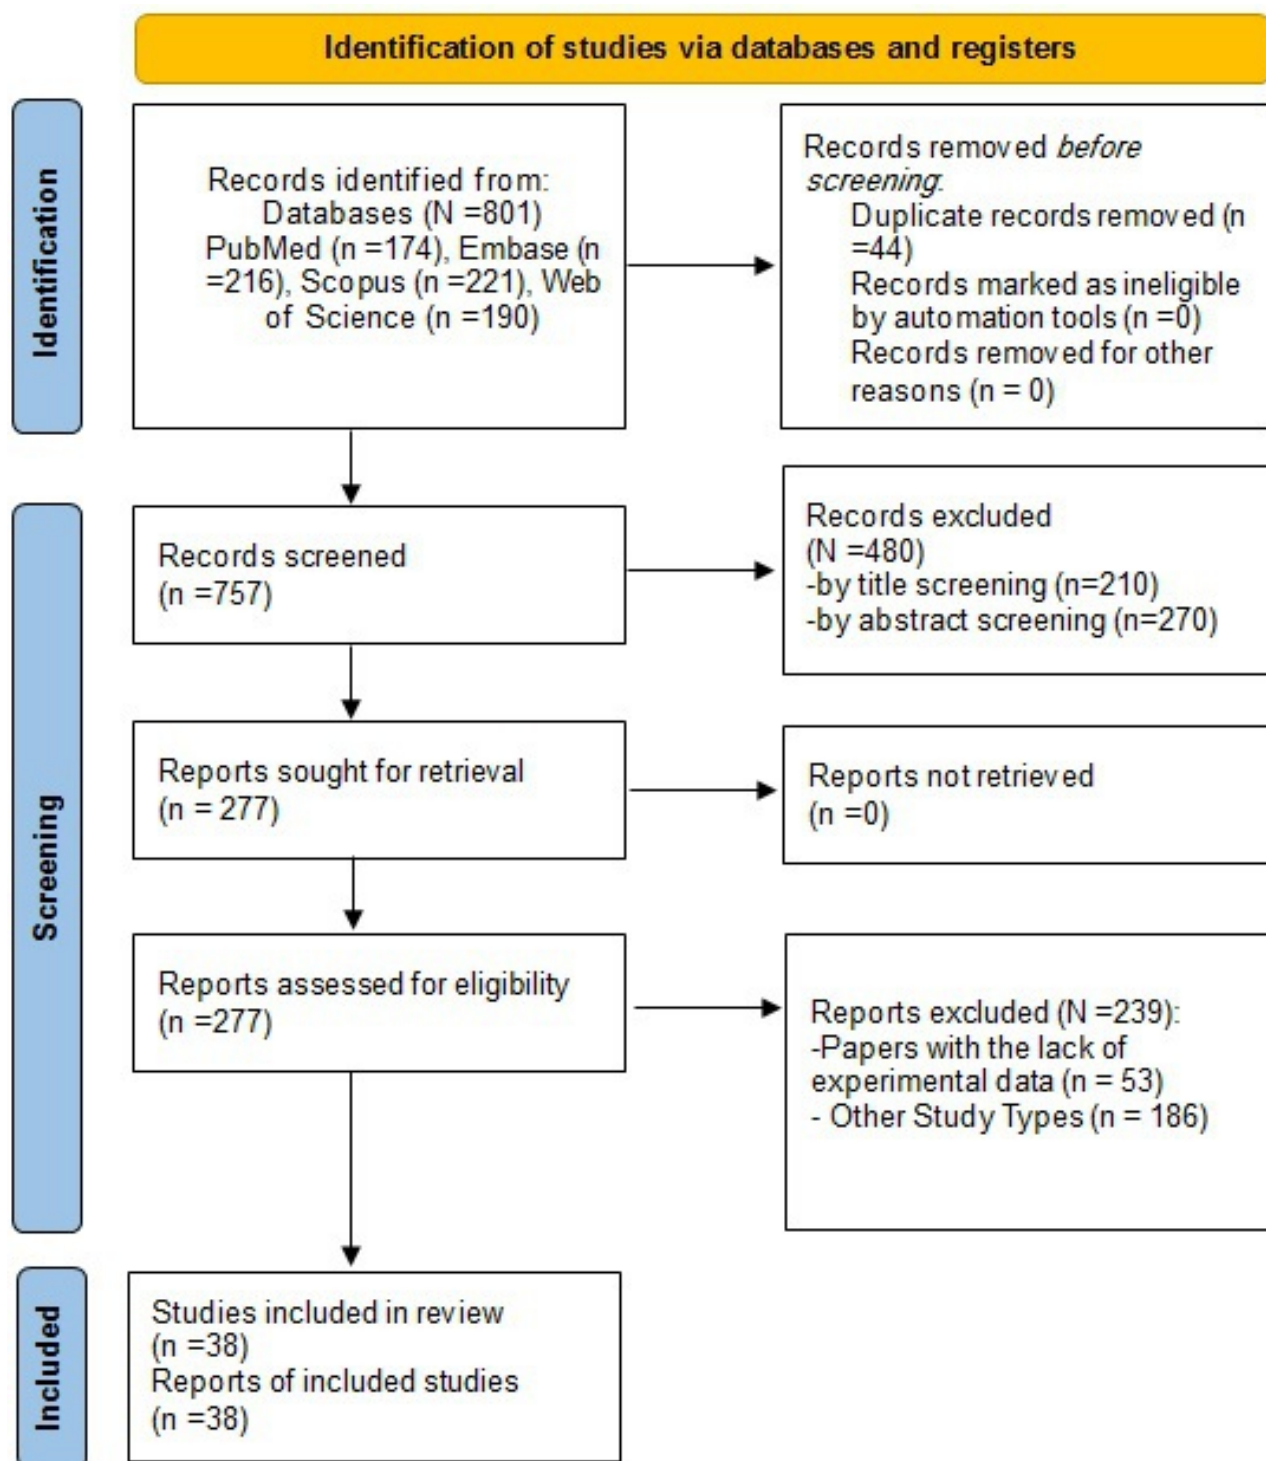 Identification of studies via databases and registers
Identification
Records identified from:
Databases (N =801)
PubMed (n =174), Embase (n
=216), Scopus (n =221), Web
of Science (n =190)
Records removed before
screening:
Duplicate records removed (n
=44)
Records marked as ineligible
by automation tools (n =0)
Records removed for other
reasons (n = 0)
Screening
Records screened
(n =757)
Records excluded
(N =480)
-by title screening (n=210)
-by abstract screening (n=270)
Reports sought for retrieval
(n = 277)
Reports not retrieved
(n =0)
Reports assessed for eligibility
(n =277)
Reports excluded (N =239):
-Papers with the lack of
experimental data (n = 53)
- Other Study Types (n = 186)
Included
Studies included in review
(n =38)
Reports of included studies
(n =38)